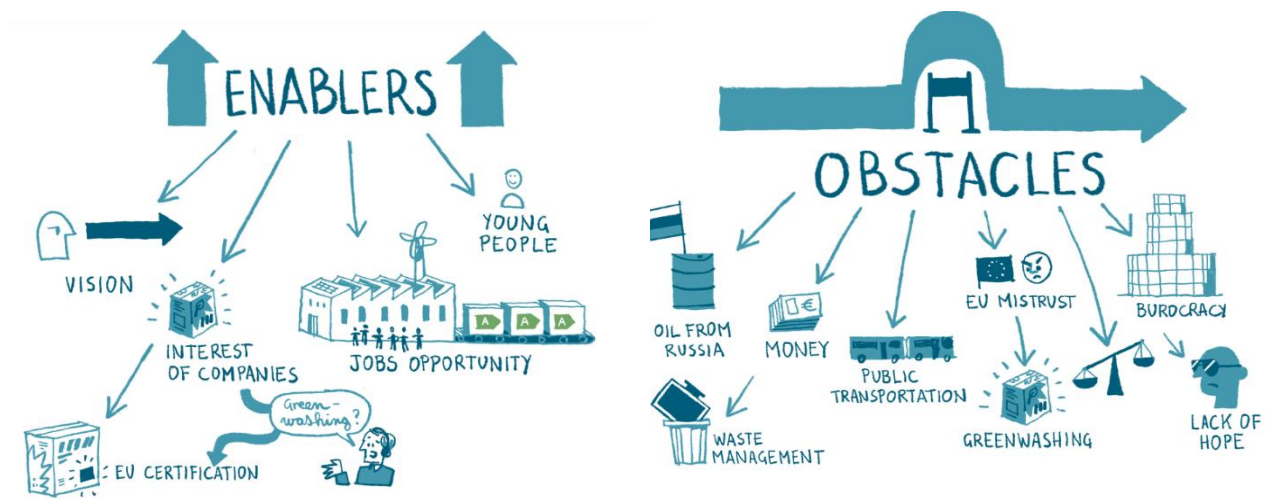 ENABLERS
VISION
YOUNG
PEOPLE
INTEREST
OF COMPANIES
A A A
JOBS OPPORTUNITY
Green-
washing?
EU CERTIFICATION
OBSTACLES
OIL FROM
RUSSIA
€
MONEY
PUBLIC
TRANSPORTATION
EU MISTRUST
BUROCRACY
WASTE
MANAGEMENT
GREENWASHING
LACK OF
HOPE